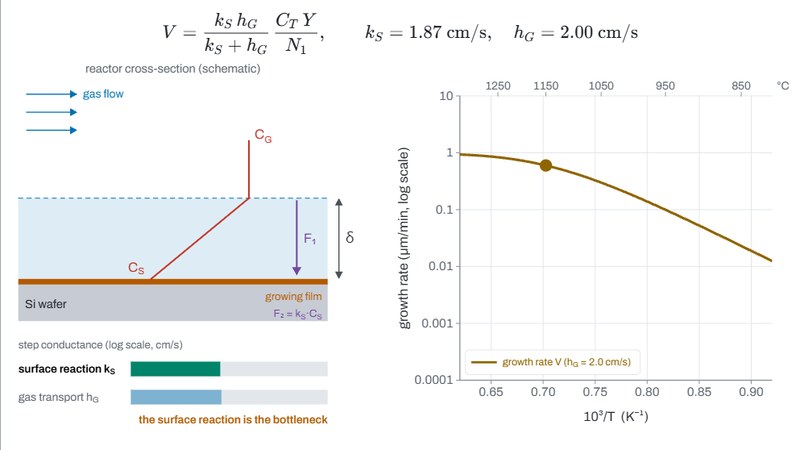 V = k_S h_G / (k_S + h_G) C_T Y / N_1, k_S = 1.87 cm/s, h_G = 2.00 cm/s
reactor cross-section (schematic)
gas flow
C_G
C_S
F₁
δ
Si wafer
growing film
F₂ = k_S·C_S
step conductance (log scale, cm/s)
surface reaction k_S
gas transport h_G
the surface reaction is the bottleneck
1250 1150 1050 950 850 °C
growth rate (μm/min, log scale)
10
1
0.1
0.01
0.001
0.0001
growth rate V (h_G = 2.0 cm/s)
0.65 0.70 0.75 0.80 0.85 0.90
10³/T (K⁻¹)